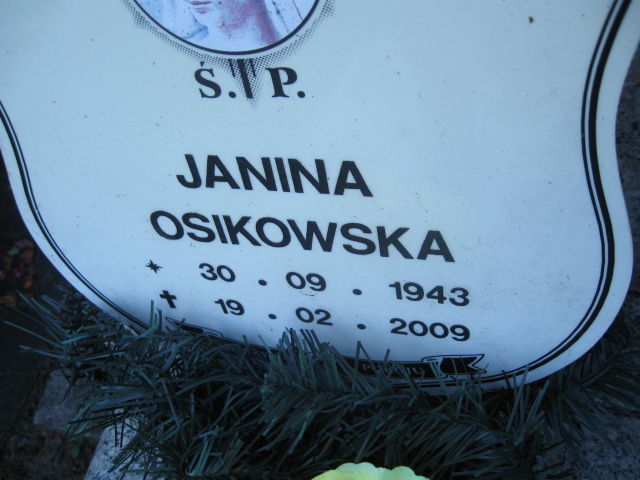 Ś. P.
JANINA
OSIKOWSKA
* 30 . 09 . 1943
✝ 19 . 02 . 2009